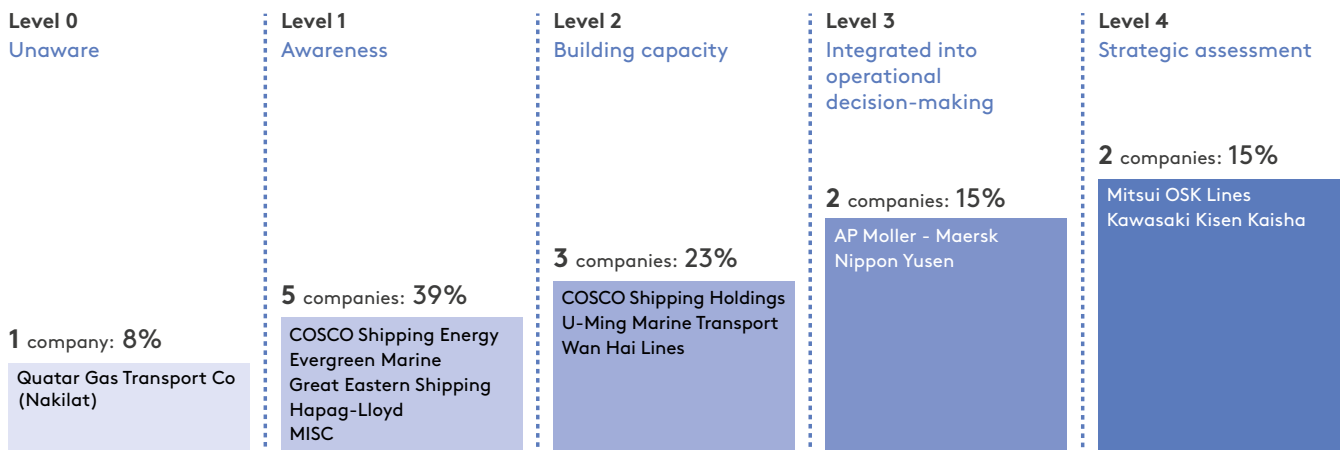 Level 0
Unaware
1 company: 8%
Quatar Gas Transport Co
(Nakilat)
Level 1
Awareness
5 companies: 39%
COSCO Shipping Energy
Evergreen Marine
Great Eastern Shipping
Hapag-Lloyd
MISC
Level 2
Building capacity
3 companies: 23%
COSCO Shipping Holdings
U-Ming Marine Transport
Wan Hai Lines
Level 3
Integrated into
operational
decision-making
2 companies: 15%
AP Moller - Maersk
Nippon Yusen
Level 4
Strategic assessment
2 companies: 15%
Mitsui OSK Lines
Kawasaki Kisen Kaisha